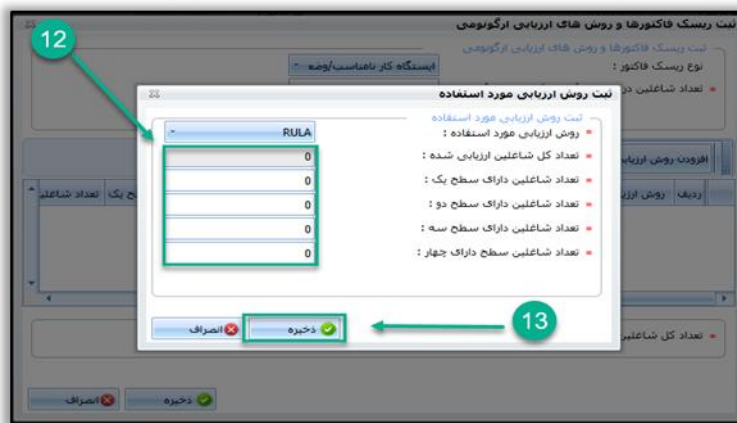 ثبت ریسک فاکتورها و روش های ارزیابی ارگونومی
12
ثبت ریسک فاکتورها و روش های ارزیابی ارگونومی
نوع ریسک فاکتور : ایستگاه کار نامناسب/وضع
* تعداد شاغلین در
ثبت روش ارزیابی مورد استفاده
ثبت روش ارزیابی مورد استفاده
* روش ارزیابی مورد استفاده : RULA
* تعداد کل شاغلین ارزیابی شده : 0
* تعداد شاغلین دارای سطح یک : 0
* تعداد شاغلین دارای سطح دو : 0
* تعداد شاغلین دارای سطح سه : 0
* تعداد شاغلین سطح دارای چهار : 0
ذخیره انصراف
13
افزودن روش ارزیاب
ردیف روش ارزی ح یک تعداد شاغلی
* تعداد کل شاغلین
ذخیره انصراف